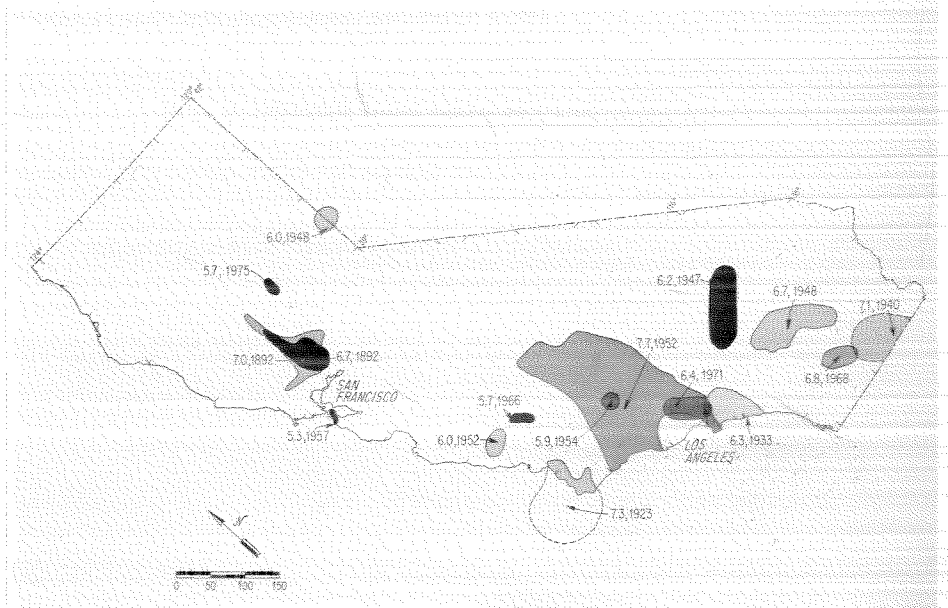 6.0, 1948
5.7, 1975
6.2, 1947
6.7, 1948
7.1, 1940
7.7, 1952
7.0, 1892
6.7, 1892
6.4, 1971
6.8, 1968
SAN
FRANCISCO
5.7, 1966
5.3, 1957
6.0, 1952
5.9, 1954
LOS
ANGELES
6.3, 1933
7.3, 1923
N
0 50 100 150